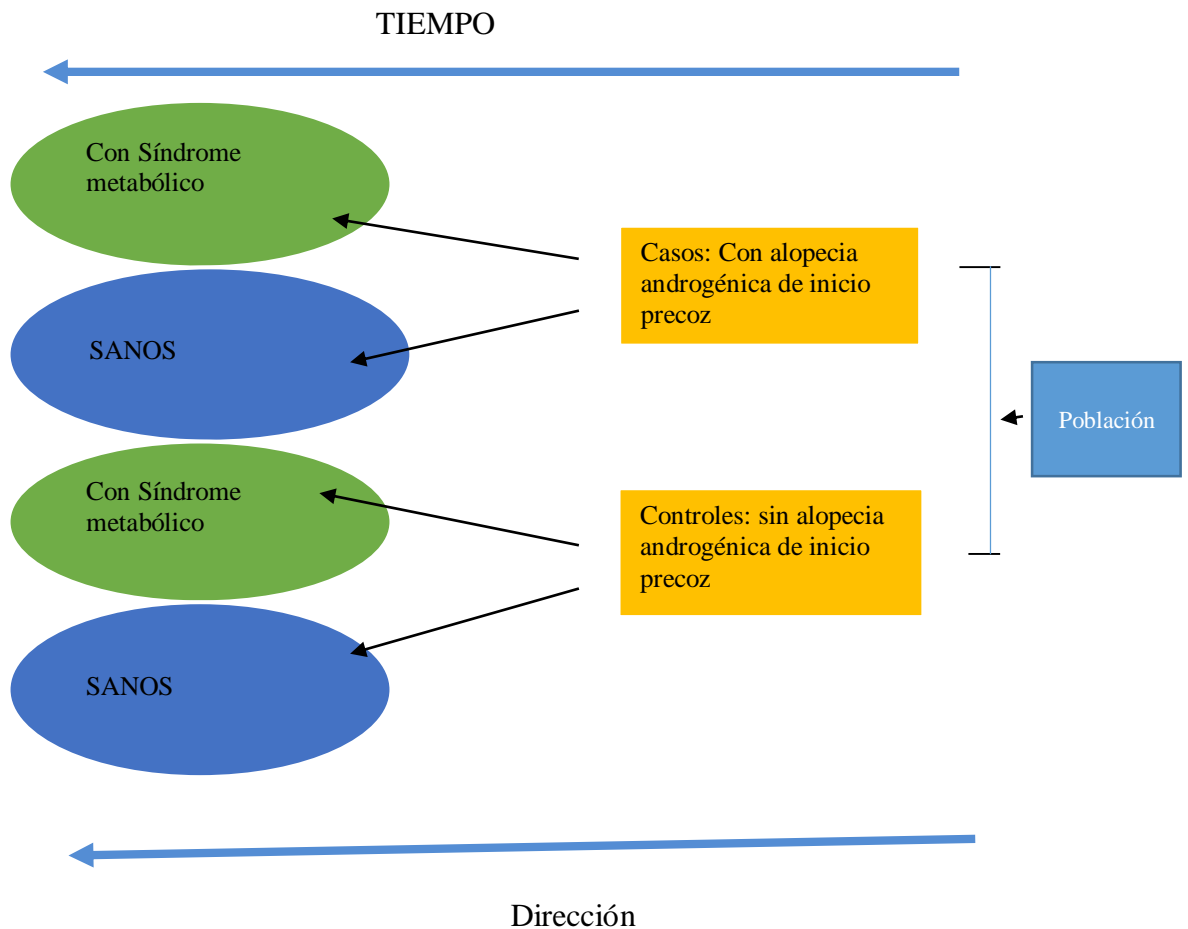 TIEMPO
Con Síndrome
metabólico
SANOS
Con Síndrome
metabólico
SANOS
Casos: Con alopecia
androgénica de inicio
precoz
Controles: sin alopecia
androgénica de inicio
precoz
Población
Dirección